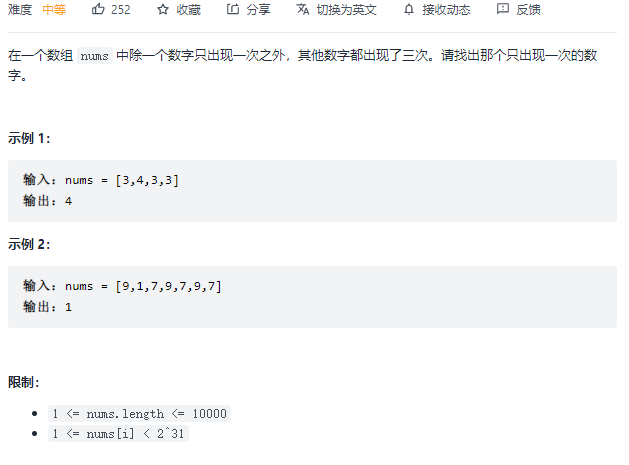 难度 中等 252 收藏 分享 切换为英文 接收动态 反馈
在一个数组 nums 中除一个数字只出现一次之外，其他数字都出现了三次。请找出那个只出现一次的数
字。
示例 1：
输入：nums = [3,4,3,3]
输出：4
示例 2：
输入：nums = [9,1,7,9,7,9,7]
输出：1
限制：
1 <= nums.length <= 10000
1 <= nums[i] < 2^31